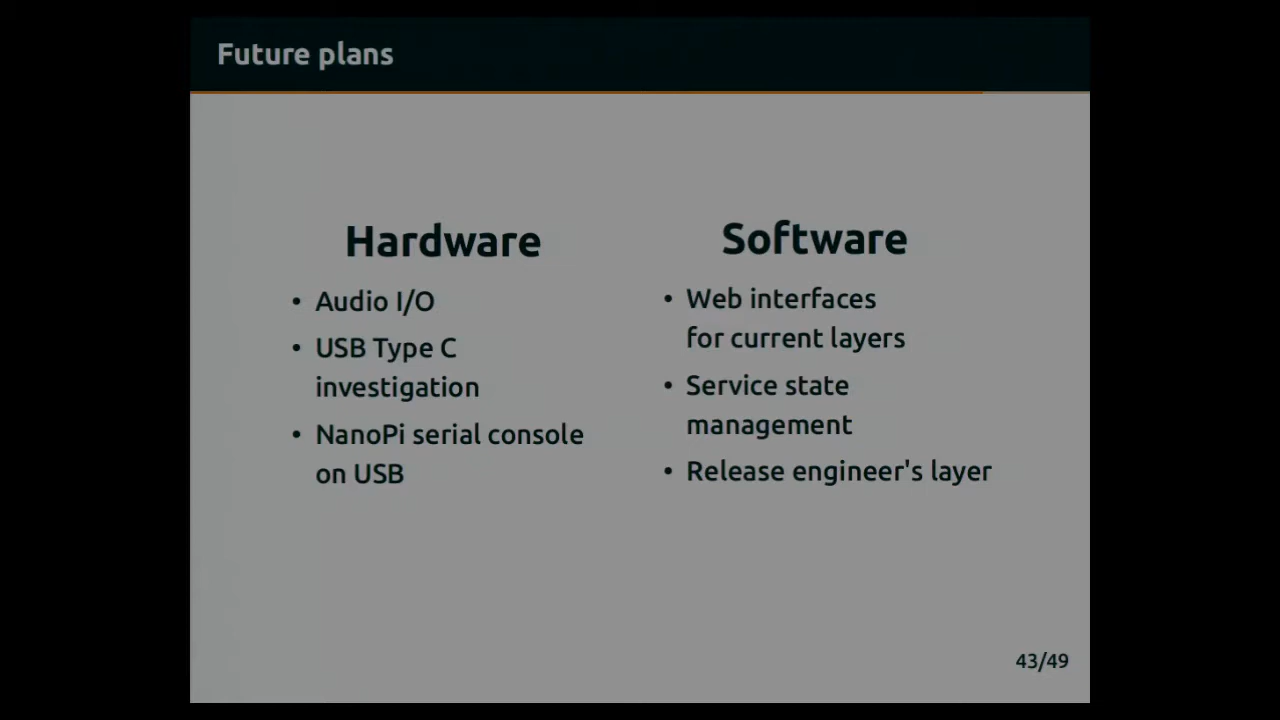 Future plans
Hardware
• Audio I/O
• USB Type C
investigation
• NanoPi serial console
on USB
Software
• Web interfaces
for current layers
• Service state
management
• Release engineer's layer
43/49